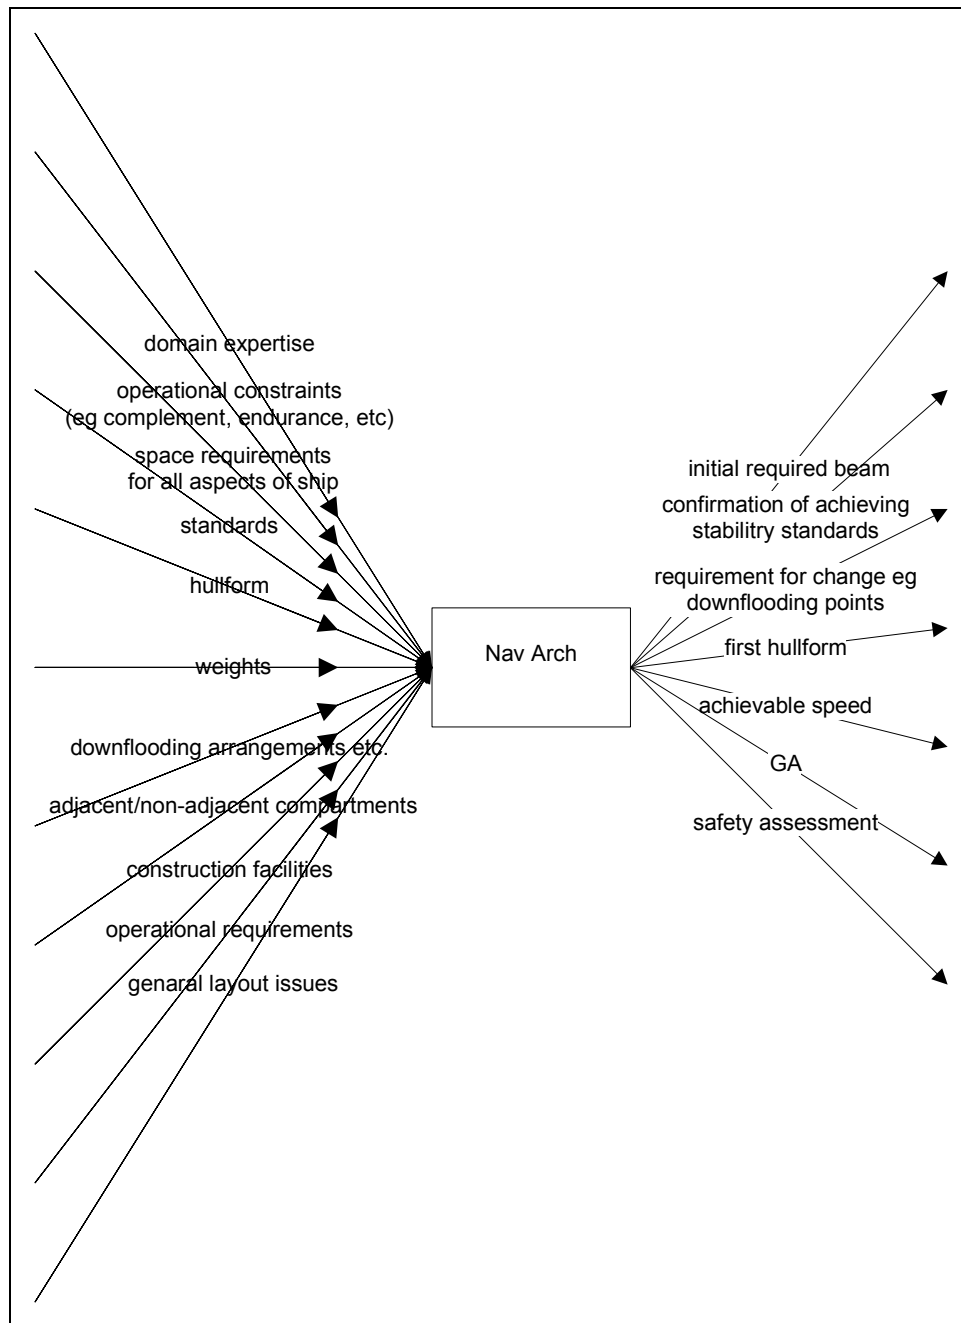 domain expertise
operational constraints
(eg complement, endurance, etc)
space requirements
for all aspects of ship
standards
hullform
weights
downflooding arrangements etc.
adjacent/non-adjacent compartments
construction facilities
operational requirements
genaral layout issues
Nav Arch
initial required beam
confirmation of achieving
stabilitry standards
requirement for change eg
downflooding points
first hullform
achievable speed
GA
safety assessment